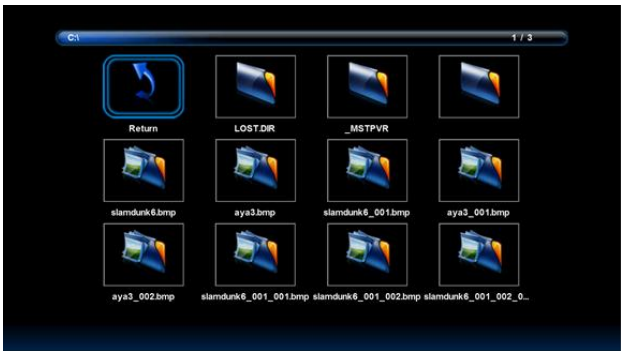 C:\
1 / 3
Return
LOST.DIR
_MSTPVR
slamdunk6.bmp
aya3.bmp
slamdunk6_001.bmp
aya3_001.bmp
aya3_002.bmp
slamdunk6_001_001.bmp
slamdunk6_001_002.bmp
slamdunk6_001_002_0...